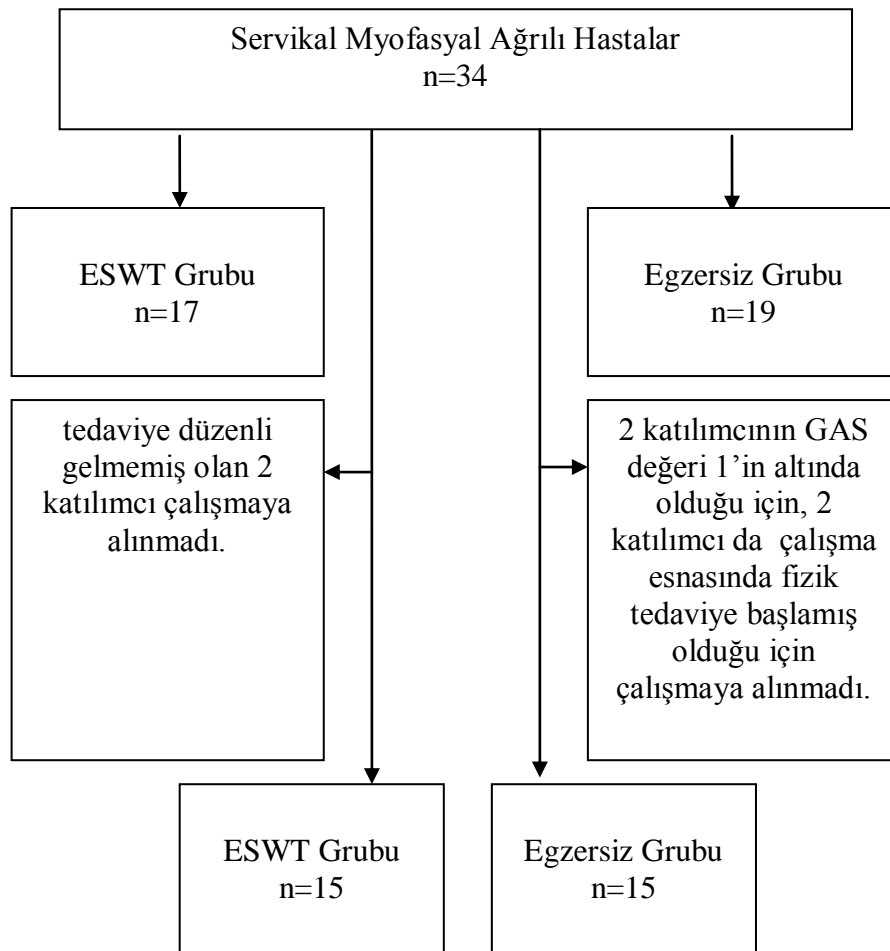 Servikal Myofasyal Ağrılı Hastalar
n=34
ESWT Grubu
n=17
Egzersiz Grubu
n=19
tedaviye düzenli
gelmemiş olan 2
katılımcı çalışmaya
alınmadı.
2 katılımcının GAS
değeri 1’in altında
olduğu için, 2
katılımcı da çalışma
esnasında fizik
tedaviye başlamış
olduğu için
çalışmaya alınmadı.
ESWT Grubu
n=15
Egzersiz Grubu
n=15